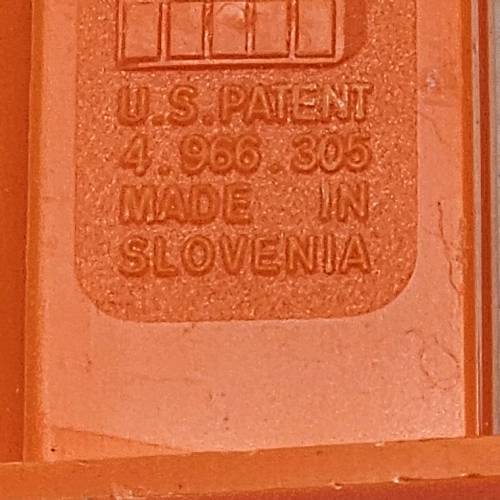 U.S.PATENT
4.966.305
MADE IN
SLOVENIA